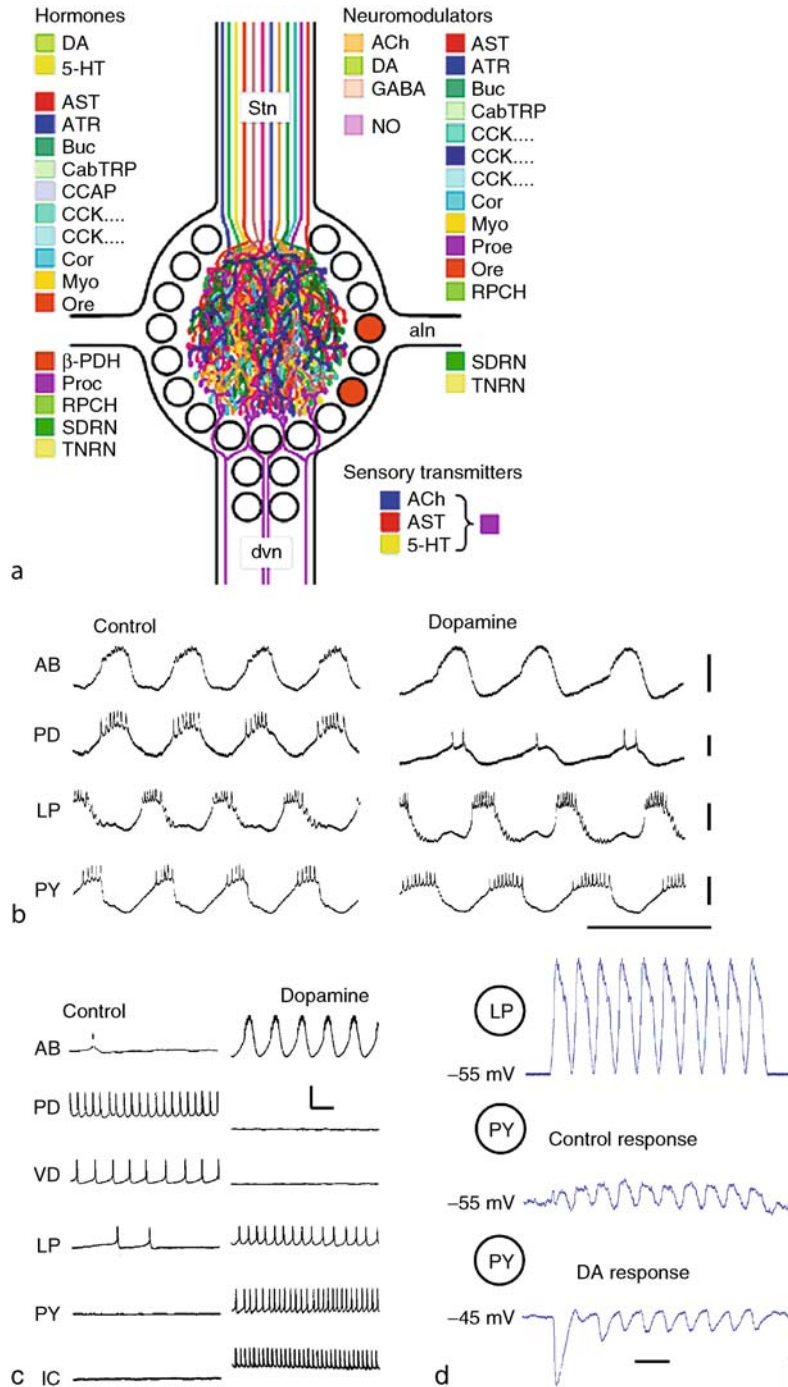 Hormones
DA
5-HT
AST
ATR
Buc
CabTRP
CCAP
CCK....
CCK....
Cor
Myo
Ore
β-PDH
Proc
RPCH
SDRN
TNRN
Stn
aln
dvn
Neuromodulators
ACh
DA
GABA
NO
AST
ATR
Buc
CabTRP
CCK....
CCK....
CCK....
Cor
Myo
Proe
Ore
RPCH
SDRN
TNRN
Sensory transmitters
ACh
AST
5-HT
a
Control
Dopamine
AB
PD
LP
PY
b
Control
Dopamine
AB
PD
VD
LP
PY
IC
c
LP
−55 mV
PY
Control response
−55 mV
PY
DA response
−45 mV
d